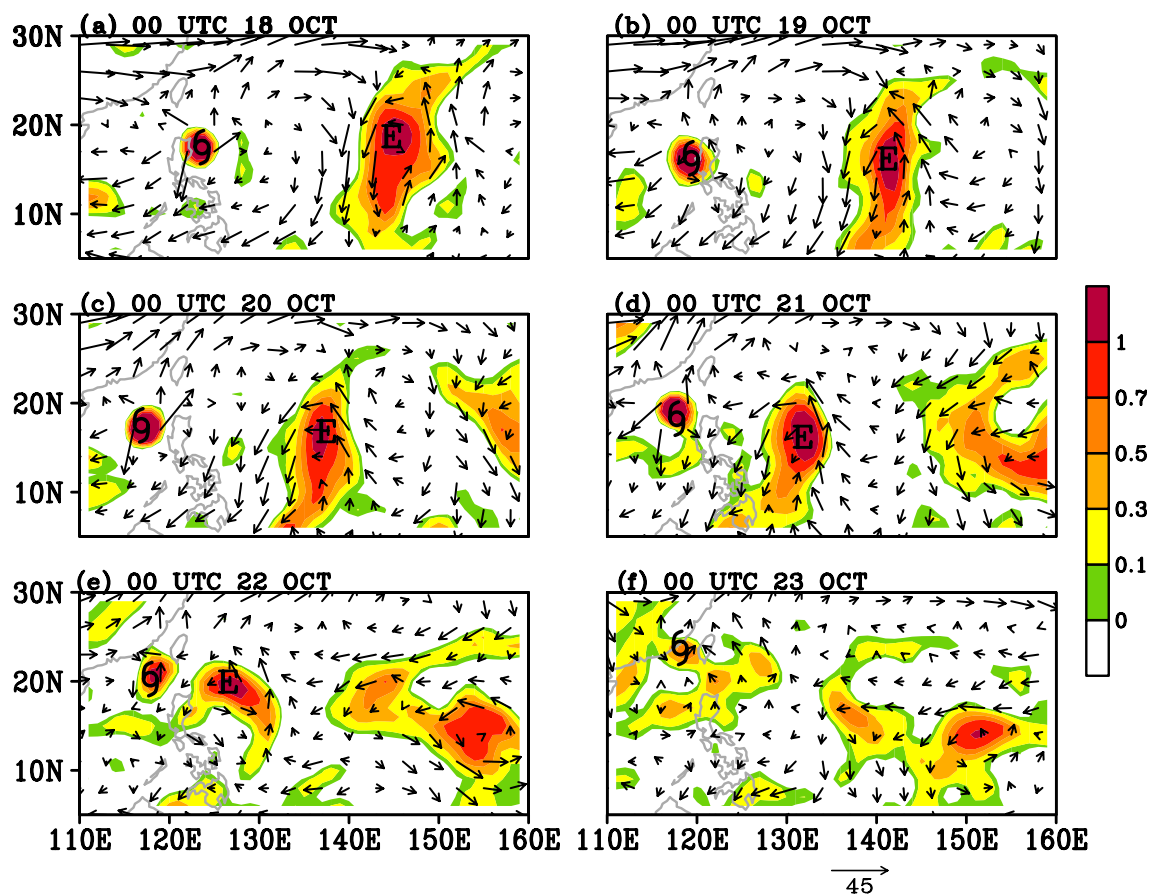 (a) 00 UTC 18 OCT
(b) 00 UTC 19 OCT
30N
20N
10N
E
E
(c) 00 UTC 20 OCT
(d) 00 UTC 21 OCT
30N
20N
10N
E
E
1
0.7
0.5
0.3
0.1
0
(e) 00 UTC 22 OCT
(f) 00 UTC 23 OCT
30N
20N
10N
E
110E 120E 130E 140E 150E 160E
110E 120E 130E 140E 150E 160E
45